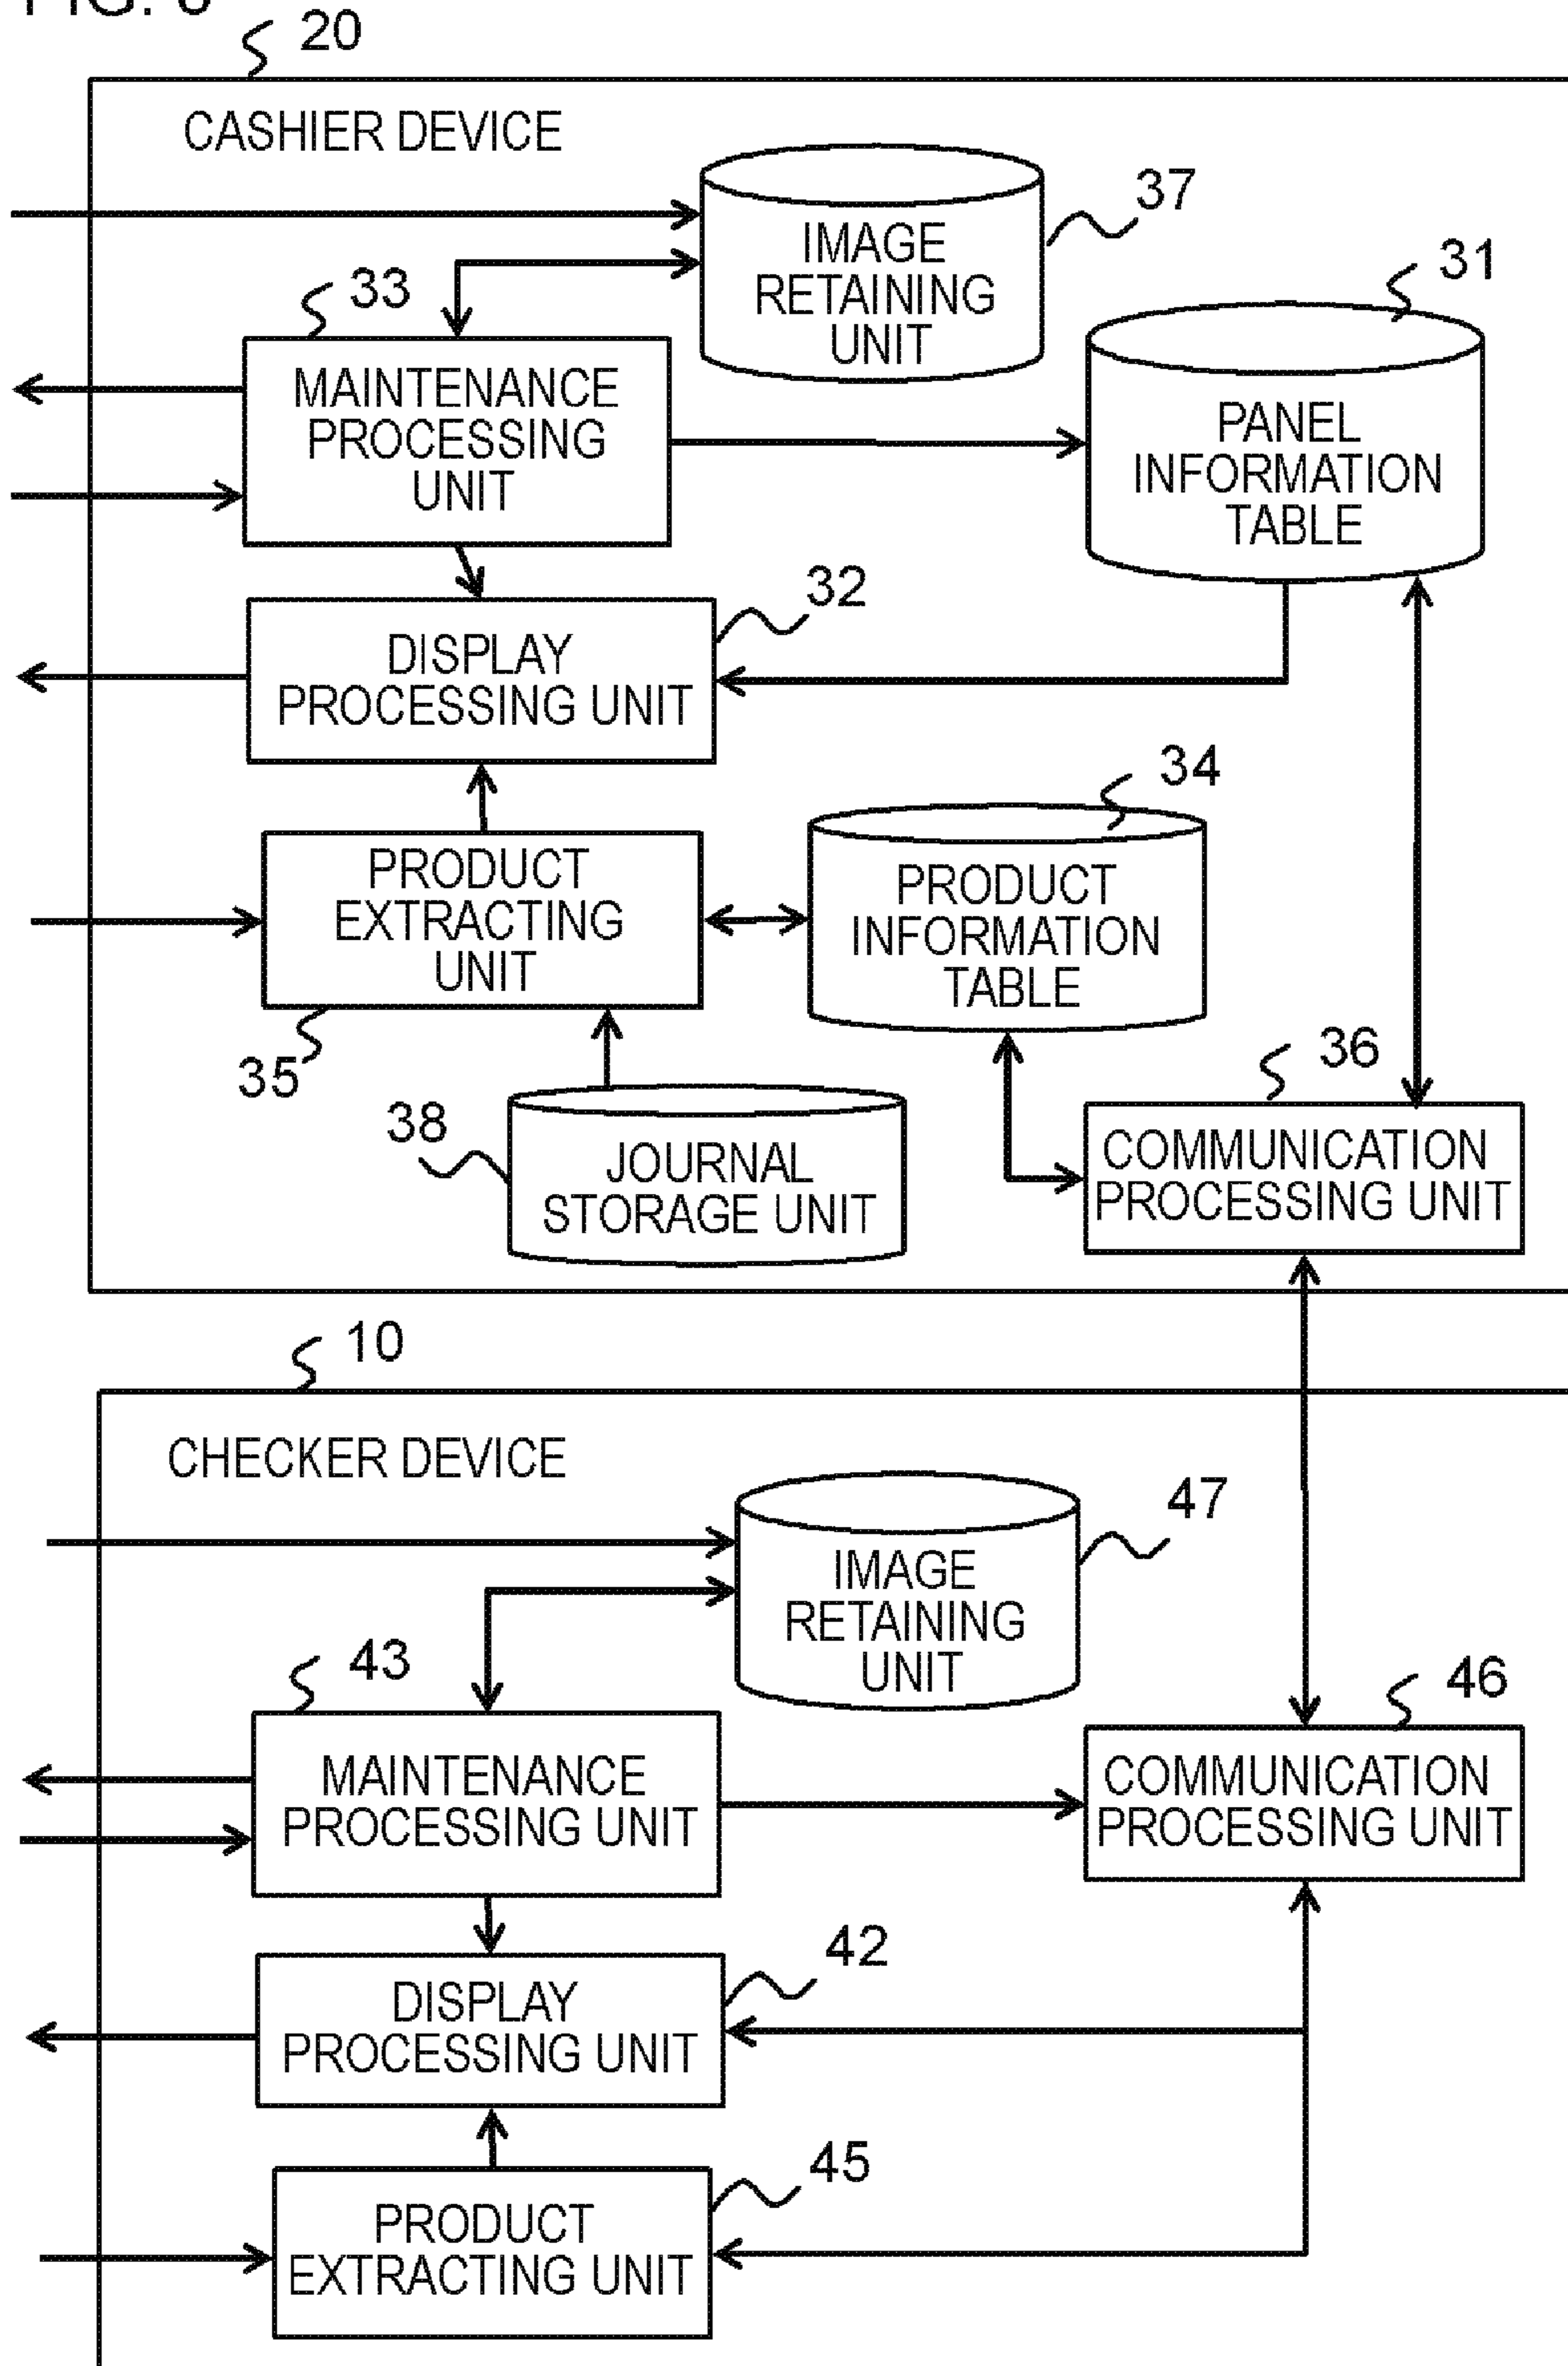 20
CASHIER DEVICE
37
IMAGE
RETAINING
UNIT
31
33
MAINTENANCE
PROCESSING
UNIT
PANEL
INFORMATION
TABLE
32
DISPLAY
PROCESSING UNIT
34
PRODUCT
EXTRACTING
UNIT
PRODUCT
INFORMATION
TABLE
35
36
38
JOURNAL
STORAGE UNIT
COMMUNICATION
PROCESSING UNIT
10
CHECKER DEVICE
47
IMAGE
RETAINING
UNIT
43
46
MAINTENANCE
PROCESSING UNIT
COMMUNICATION
PROCESSING UNIT
42
DISPLAY
PROCESSING UNIT
45
PRODUCT
EXTRACTING UNIT